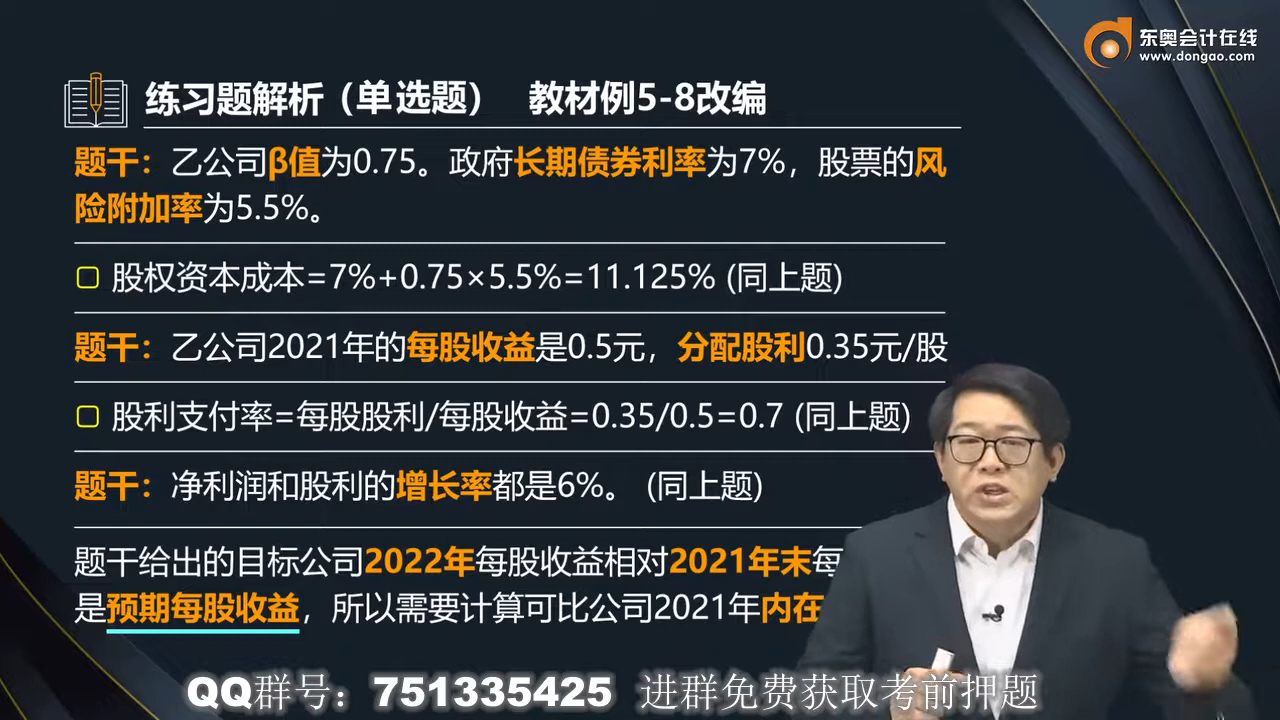 东奥会计在线
www.dongao.com
练习题解析（单选题） 教材例5-8改编
题干：乙公司β值为0.75。政府长期债券利率为7%，股票的风
险附加率为5.5%。
股权资本成本=7%+0.75×5.5%=11.125% (同上题)
题干：乙公司2021年的每股收益是0.5元，分配股利0.35元/股
股利支付率=每股股利/每股收益=0.35/0.5=0.7 (同上题)
题干：净利润和股利的增长率都是6%。 (同上题)
题干给出的目标公司2022年每股收益相对2021年末每
是预期每股收益，所以需要计算可比公司2021年内在
QQ群号：751335425 进群免费获取考前押题